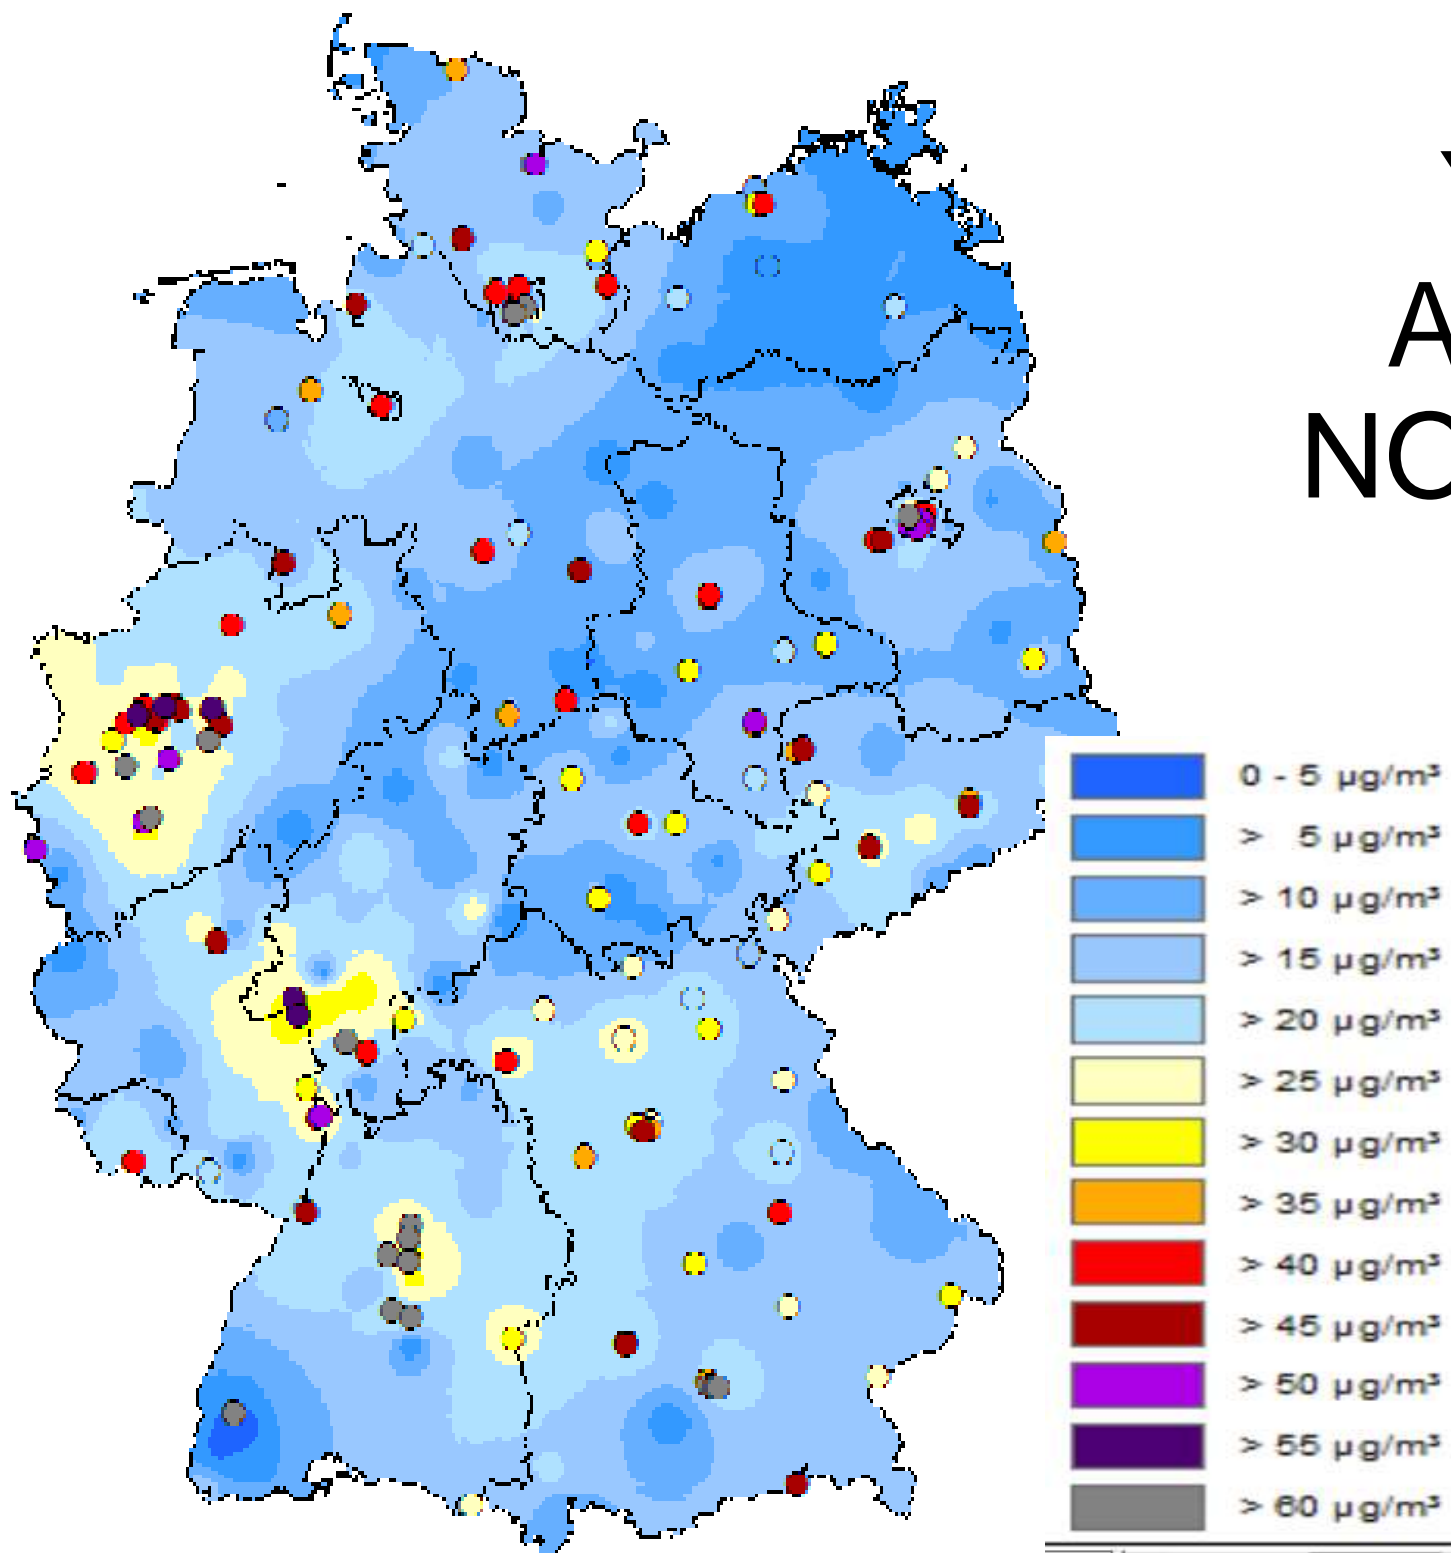 A
NO
0 - 5 µg/m³
> 5 µg/m³
> 10 µg/m³
> 15 µg/m³
> 20 µg/m³
> 25 µg/m³
> 30 µg/m³
> 35 µg/m³
> 40 µg/m³
> 45 µg/m³
> 50 µg/m³
> 55 µg/m³
> 60 µg/m³